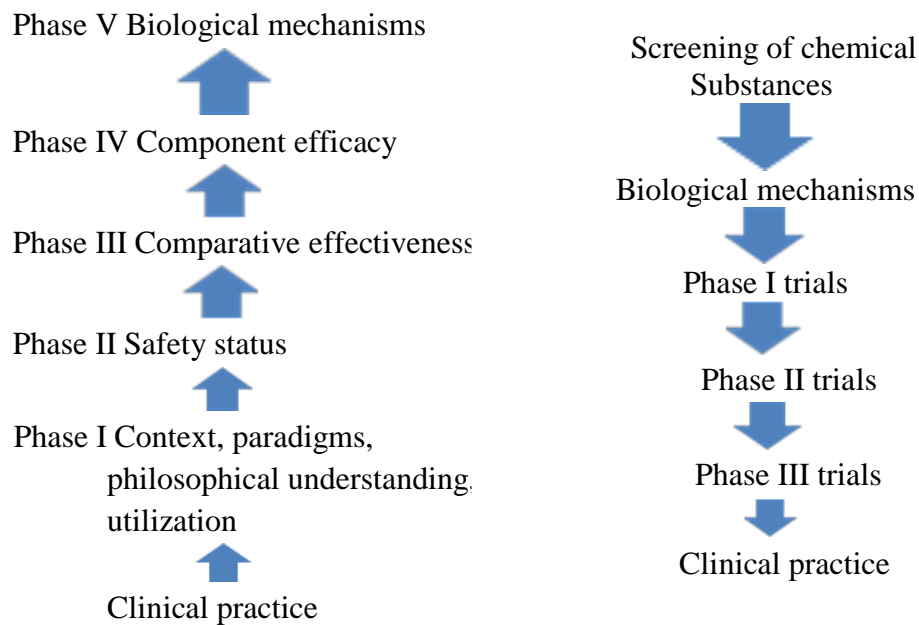 Phase V Biological mechanisms
Phase IV Component efficacy
Phase III Comparative effectiveness
Phase II Safety status
Phase I Context, paradigms,
philosophical understanding,
utilization
Clinical practice
Screening of chemical
Substances
Biological mechanisms
Phase I trials
Phase II trials
Phase III trials
Clinical practice